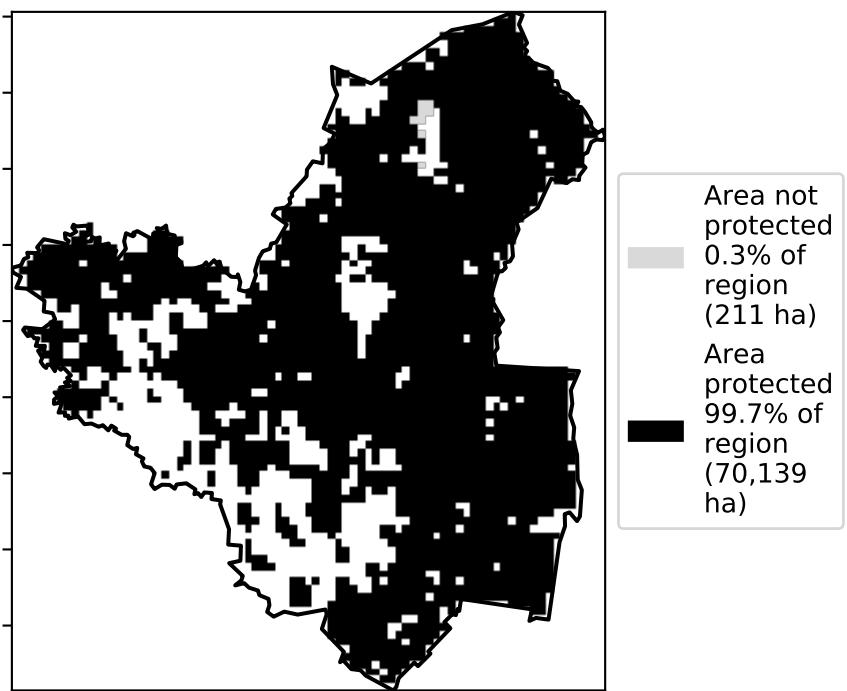 Area not
protected
0.3% of
region
(211 ha)
Area
protected
99.7% of
region
(70,139
ha)